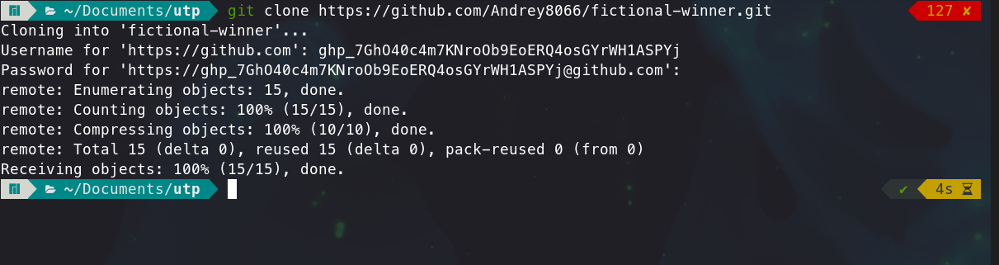 ~/Documents/utp git clone https://github.com/Andrey8066/fictional-winner.git 127 ✘
Cloning into 'fictional-winner'...
Username for 'https://github.com': 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
Password for 'https://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@github.com':
remote: Enumerating objects: 15, done.
remote: Counting objects: 100% (15/15), done.
remote: Compressing objects: 100% (10/10), done.
remote: Total 15 (delta 0), reused 15 (delta 0), pack-reused 0 (from 0)
Receiving objects: 100% (15/15), done.
~/Documents/utp ✔ 4s